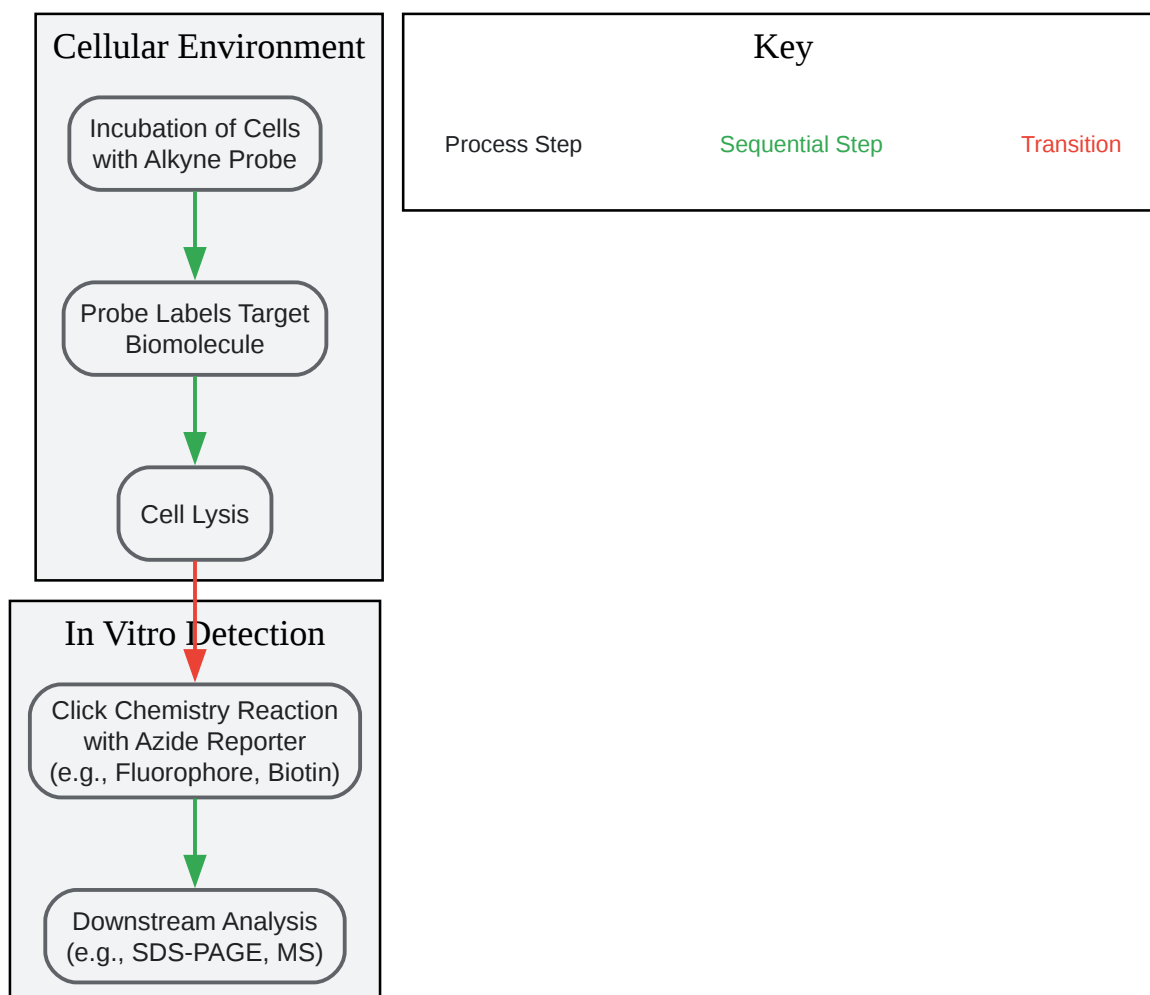 Cellular Environment
Incubation of Cells
with Alkyne Probe
Probe Labels Target
Biomolecule
Cell Lysis
In Vitro Detection
Click Chemistry Reaction
with Azide Reporter
(e.g., Fluorophore, Biotin)
Downstream Analysis
(e.g., SDS-PAGE, MS)
Key
Process Step
Sequential Step
Transition